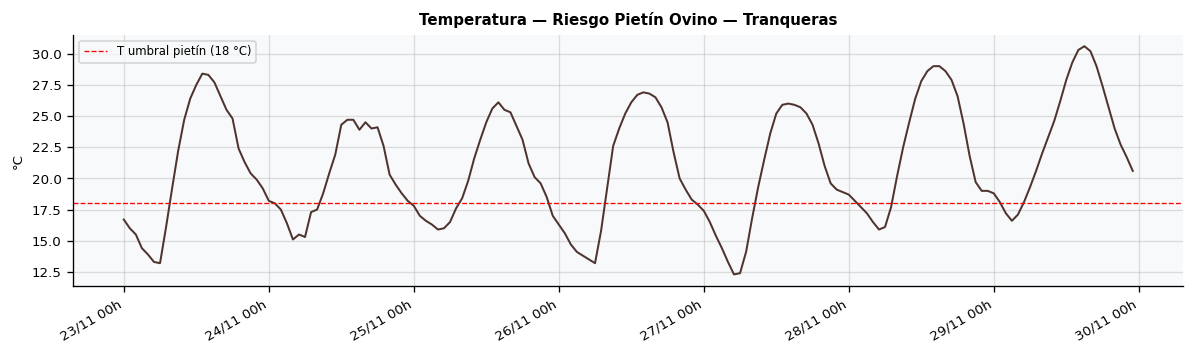 Temperatura — Riesgo Pietín Ovino — Tranqueras
T umbral pietín (18 °C)
30.0
27.5
25.0
22.5
20.0
17.5
15.0
12.5
°C
23/11 00h
24/11 00h
25/11 00h
26/11 00h
27/11 00h
28/11 00h
29/11 00h
30/11 00h